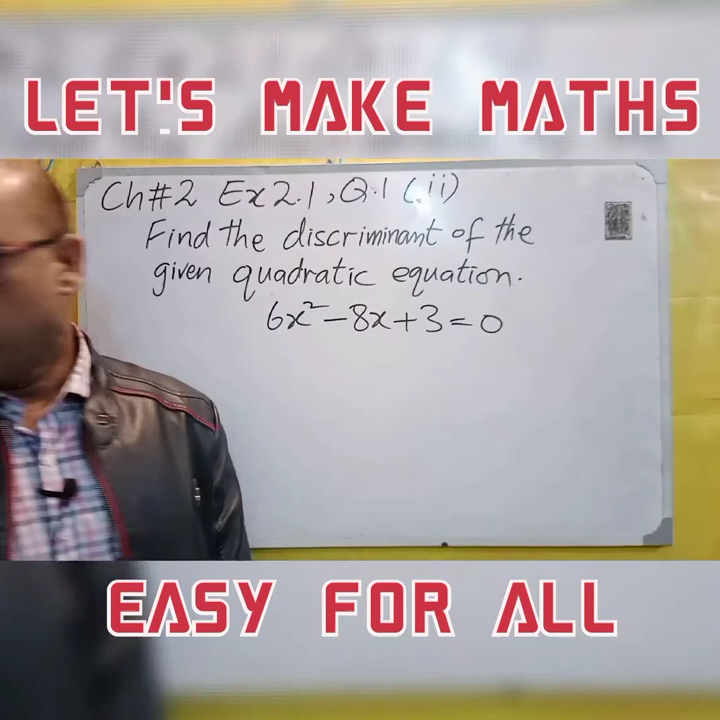 LET'S MAKE MATHS
Ch#2 Ex2.1, Q.1 (ii)
Find the discriminant of the
given quadratic equation.
6x²-8x+3=0
EASY FOR ALL